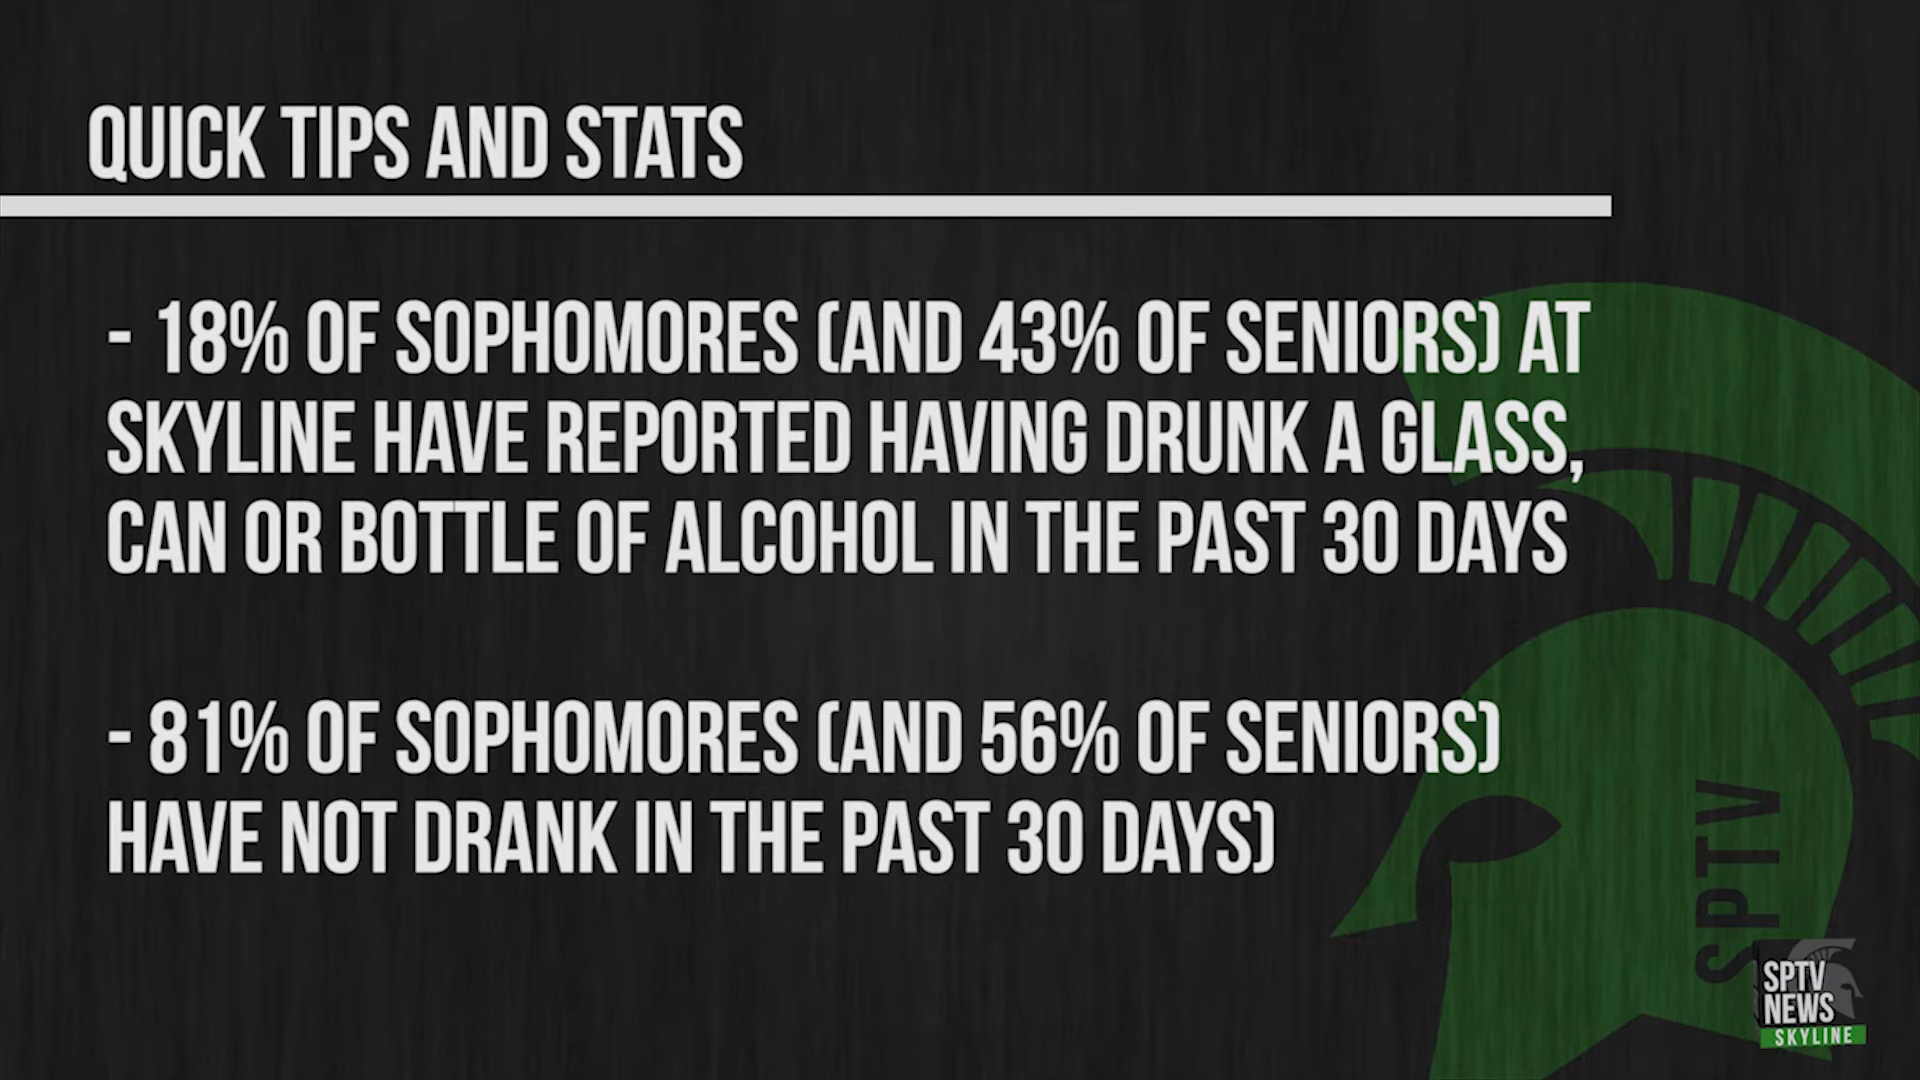 QUICK TIPS AND STATS
- 18% OF SOPHOMORES (AND 43% OF SENIORS) AT
SKYLINE HAVE REPORTED HAVING DRUNK A GLASS,
CAN OR BOTTLE OF ALCOHOL IN THE PAST 30 DAYS
- 81% OF SOPHOMORES (AND 56% OF SENIORS)
HAVE NOT DRANK IN THE PAST 30 DAYS)
SPTV
SPTV
NEWS
SKYLINE